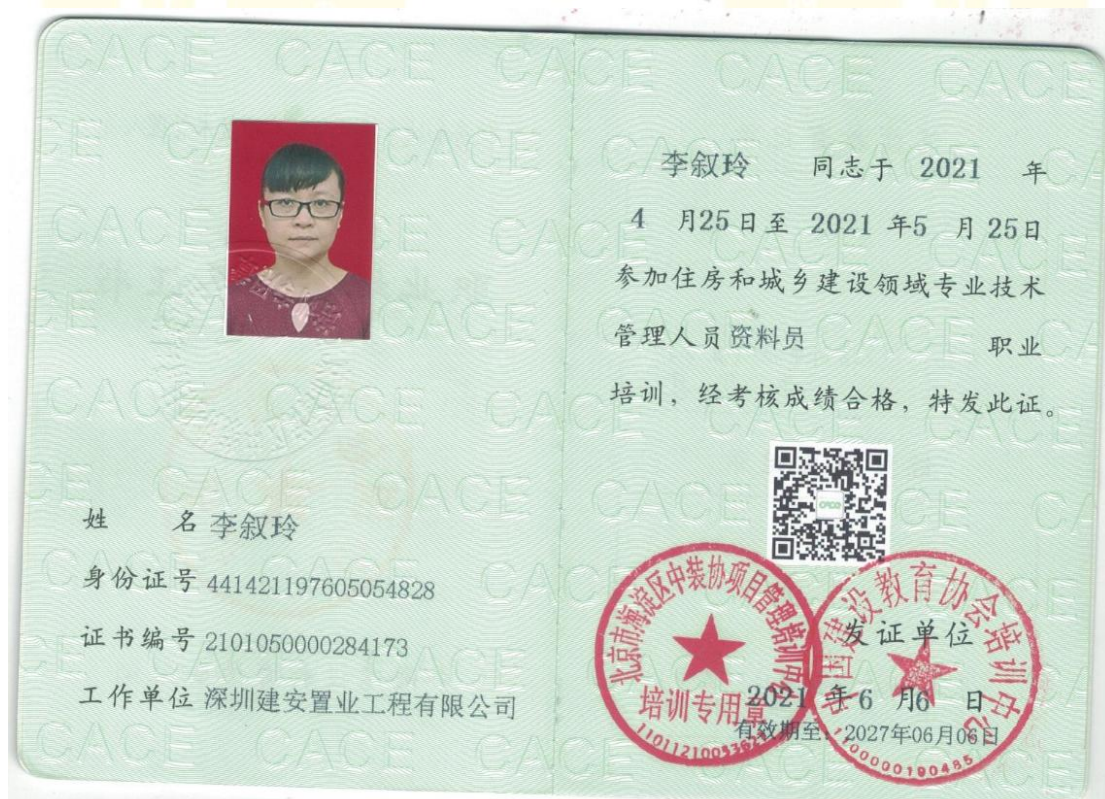 李叙玲 同志于 2021 年
4 月25日至 2021 年5 月25日
参加住房和城乡建设领域专业技术
管理人员资料员 职业
培训，经考核成绩合格，特发此证。
姓 名 李叙玲
身份证号 441421197605054828
证书编号 2101050000284173
工作单位 深圳建安置业工程有限公司
北京市海淀区中装协项目管理培训中心
培训专用章
中国建设教育协会培训中心
1100000190485
发证单位
2021 年6 月6 日
有效期至：2027年06月06日
CACE